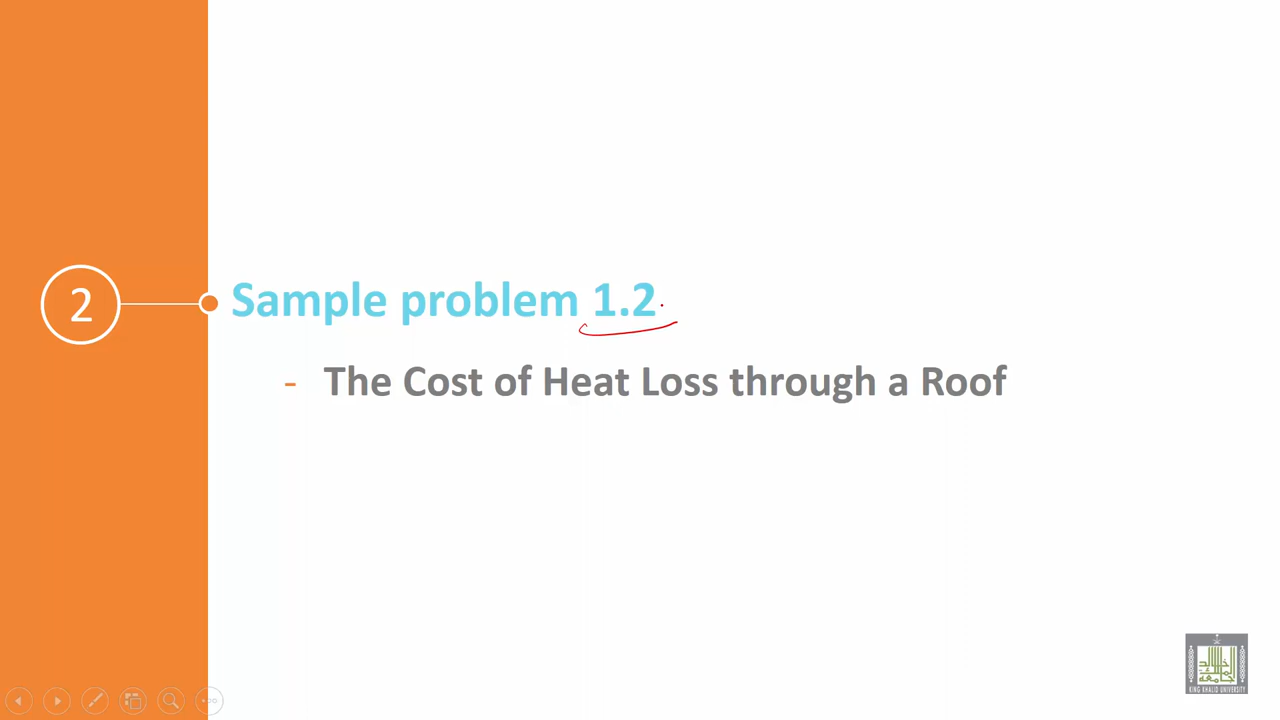 2
Sample problem 1.2
- The Cost of Heat Loss through a Roof
KING KHALID UNIVERSITY